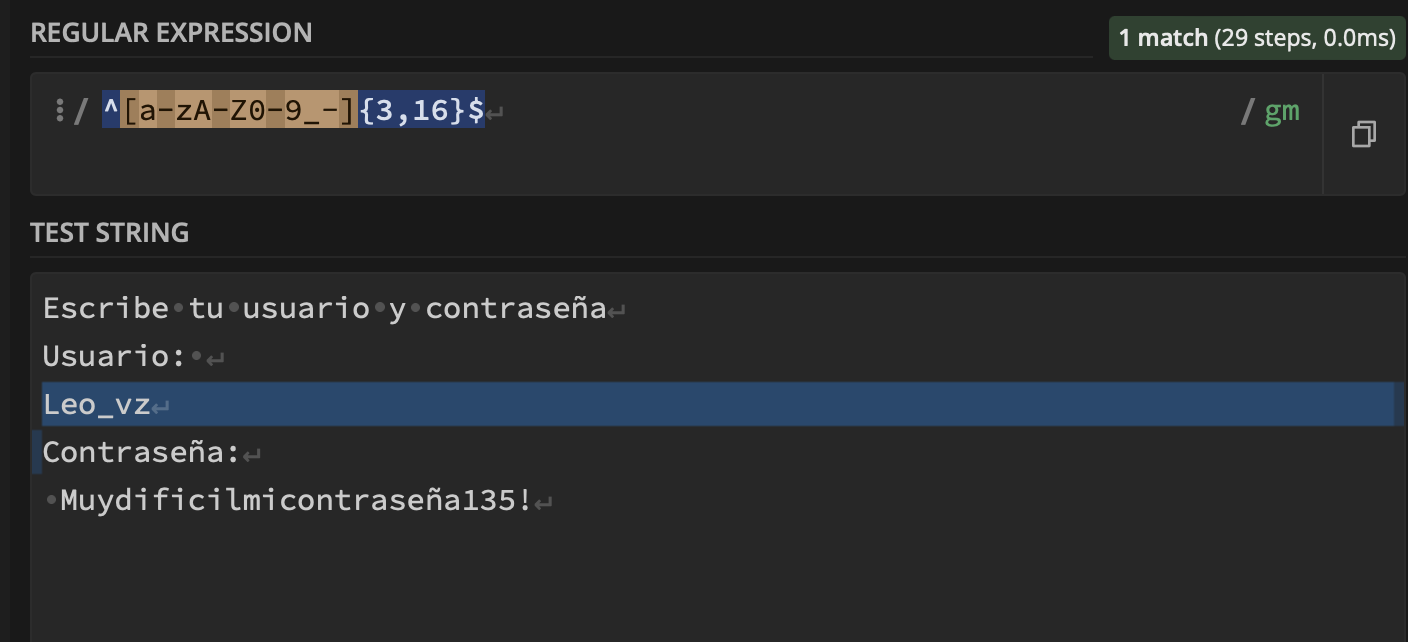 REGULAR EXPRESSION
1 match (29 steps, 0.0ms)
/ ^[a-zA-Z0-9_-]{3,16}$↵ / gm
TEST STRING
Escribe·tu·usuario·y·contraseña↵
Usuario:·↵
Leo_vz↵
Contraseña:↵
·Muydificilmicontraseña135!↵